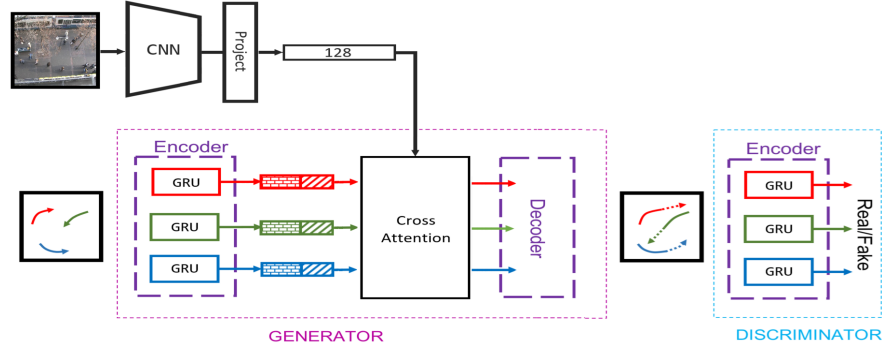 CNN
Project
128
Encoder
GRU
GRU
GRU
Cross
Attention
Decoder
GENERATOR
Encoder
GRU
GRU
GRU
Real/Fake
DISCRIMINATOR